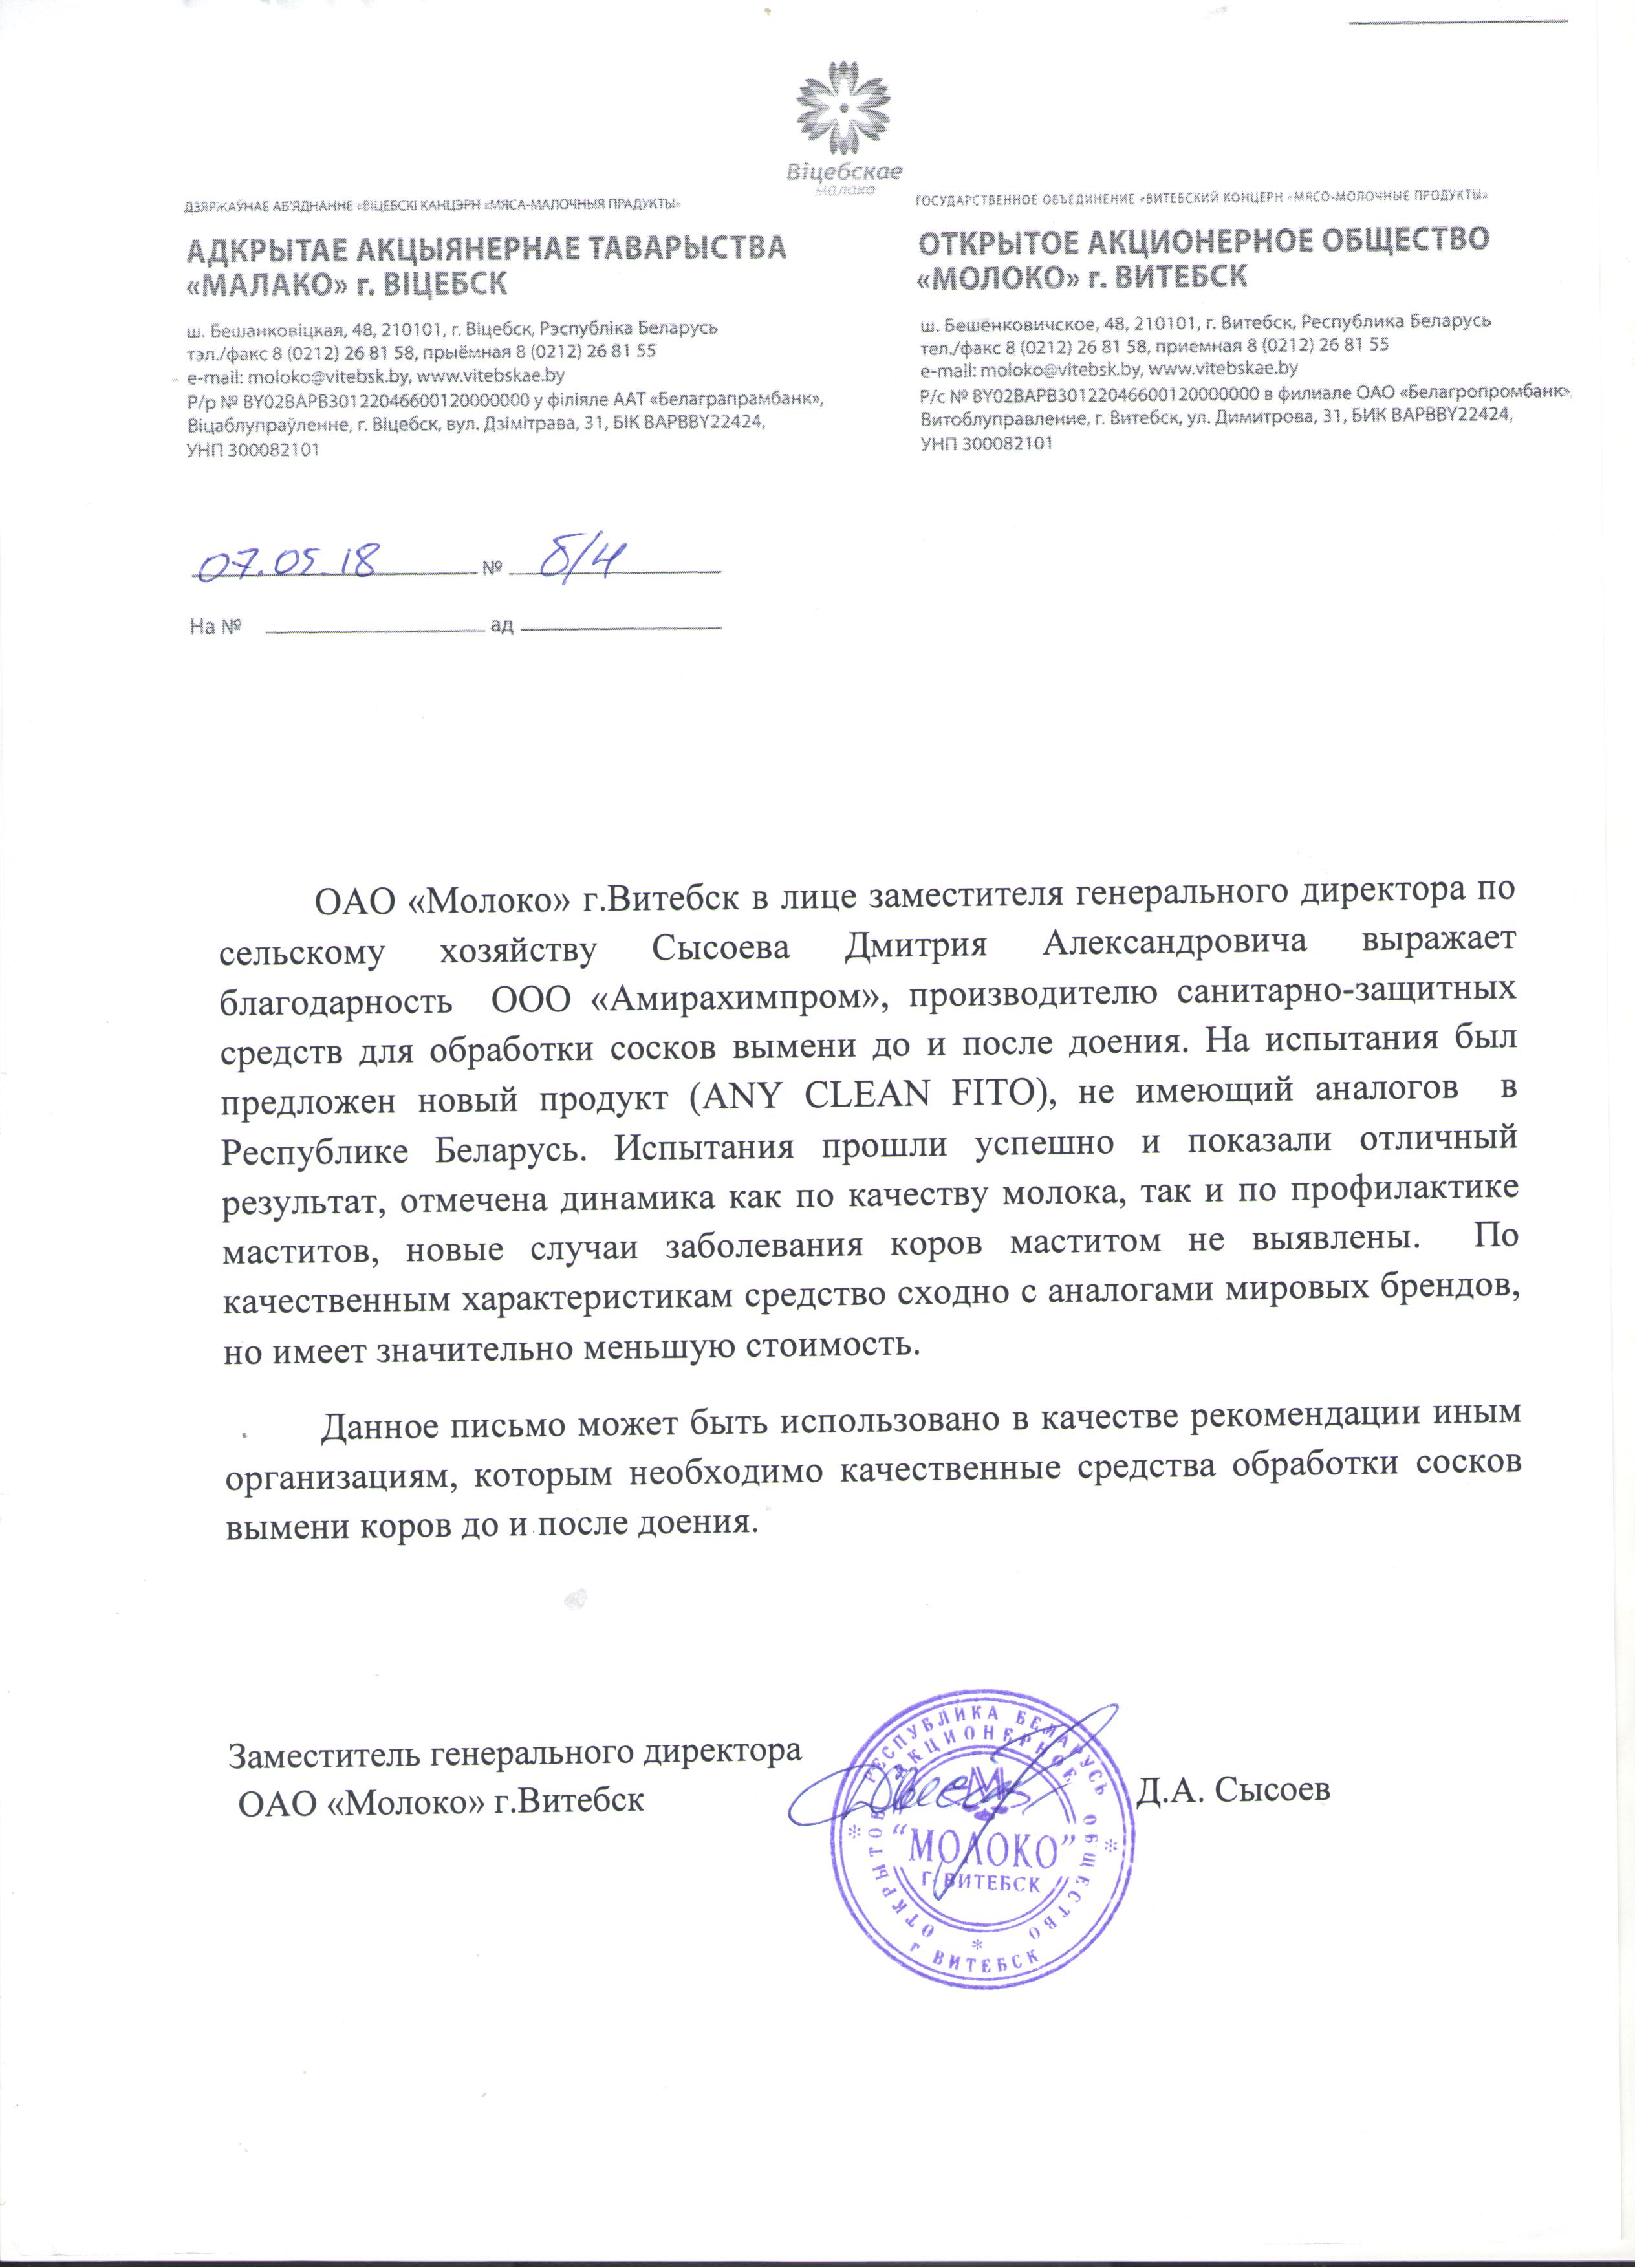 Віцебскае
малако
ДЗЯРЖАЎНАЕ АБ'ЯДНАННЕ «ВІЦЕБСКІ КАНЦЭРН «МЯСА-МАЛОЧНЫЯ ПРАДУКТЫ»
АДКРЫТАЕ АКЦЫЯНЕРНАЕ ТАВАРЫСТВА
«МАЛАКО» г. ВІЦЕБСК
ш. Бешанковіцкая, 48, 210101, г. Віцебск, Рэспубліка Беларусь
тэл./факс 8 (0212) 26 81 58, прыёмная 8 (0212) 26 81 55
e-mail: moloko@vitebsk.by, www.vitebskae.by
Р/р № BY02BAPB30122046600120000000 у філіяле ААТ «Белаграпрамбанк»,
Віцаблупраўленне, г. Віцебск, вул. Дзімітрава, 31, БІК BAPBBY22424,
УНП 300082101
ГОСУДАРСТВЕННОЕ ОБЪЕДИНЕНИЕ «ВИТЕБСКИЙ КОНЦЕРН «МЯСО-МОЛОЧНЫЕ ПРОДУКТЫ»
ОТКРЫТОЕ АКЦИОНЕРНОЕ ОБЩЕСТВО
«МОЛОКО» г. ВИТЕБСК
ш. Бешенковичское, 48, 210101, г. Витебск, Республика Беларусь
тел./факс 8 (0212) 26 81 58, приемная 8 (0212) 26 81 55
e-mail: moloko@vitebsk.by, www.vitebskae.by
Р/с № BY02BAPB30122046600120000000 в филиале ОАО «Белагропромбанк»,
Витоблуправление, г. Витебск, ул. Димитрова, 31, БИК BAPBBY22424,
УНП 300082101
07.05.18 № б/н
На № ад
ОАО «Молоко» г.Витебск в лице заместителя генерального директора по
сельскому хозяйству Сысоева Дмитрия Александровича выражает
благодарность ООО «Амирахимпром», производителю санитарно-защитных
средств для обработки сосков вымени до и после доения. На испытания был
предложен новый продукт (ANY CLEAN FITO), не имеющий аналогов в
Республике Беларусь. Испытания прошли успешно и показали отличный
результат, отмечена динамика как по качеству молока, так и по профилактике
маститов, новые случаи заболевания коров маститом не выявлены. По
качественным характеристикам средство сходно с аналогами мировых брендов,
но имеет значительно меньшую стоимость.
Данное письмо может быть использовано в качестве рекомендации иным
организациям, которым необходимо качественные средства обработки сосков
вымени коров до и после доения.
Заместитель генерального директора
ОАО «Молоко» г.Витебск
Д.А. Сысоев
РЕСПУБЛИКА БЕЛАРУСЬ
ОТКРЫТОЕ АКЦИОНЕРНОЕ ОБЩЕСТВО
"МОЛОКО"
Г. ВИТЕБСК
г ВИТЕБСК